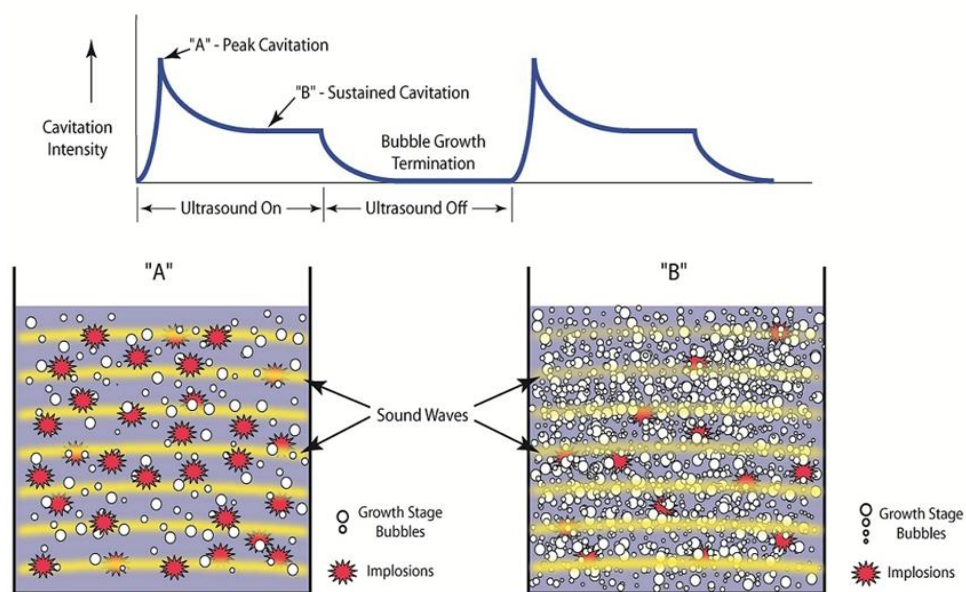 "A" - Peak Cavitation
"B" - Sustained Cavitation
Cavitation
Intensity
Bubble Growth
Termination
Ultrasound On
Ultrasound Off
"A"
"B"
Sound Waves
Growth Stage
Bubbles
Implosions
Growth Stage
Bubbles
Implosions